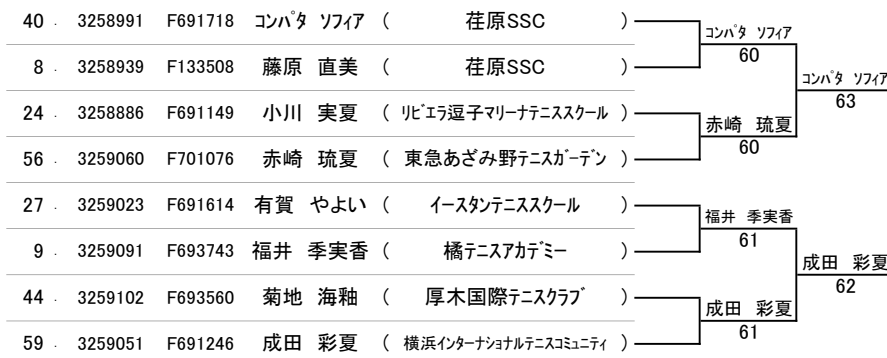 40 . 3258991 F691718 コンパタ ソフィア ( 荏原SSC )
コンパタ ソフィア
60
8 . 3258939 F133508 藤原 直美 ( 荏原SSC )
コンパタ ソフィア
63
24 . 3258886 F691149 小川 実夏 ( リビエラ逗子マリーナテニススクール )
赤崎 琉夏
60
56 . 3259060 F701076 赤崎 琉夏 ( 東急あざみ野テニスガーデン )
27 . 3259023 F691614 有賀 やよい ( イースタンテニススクール )
福井 季実香
61
9 . 3259091 F693743 福井 季実香 ( 橘テニスアカデミー )
成田 彩夏
62
44 . 3259102 F693560 菊地 海釉 ( 厚木国際テニスクラブ )
成田 彩夏
61
59 . 3259051 F691246 成田 彩夏 ( 横浜インターナショナルテニスコミュニティ )